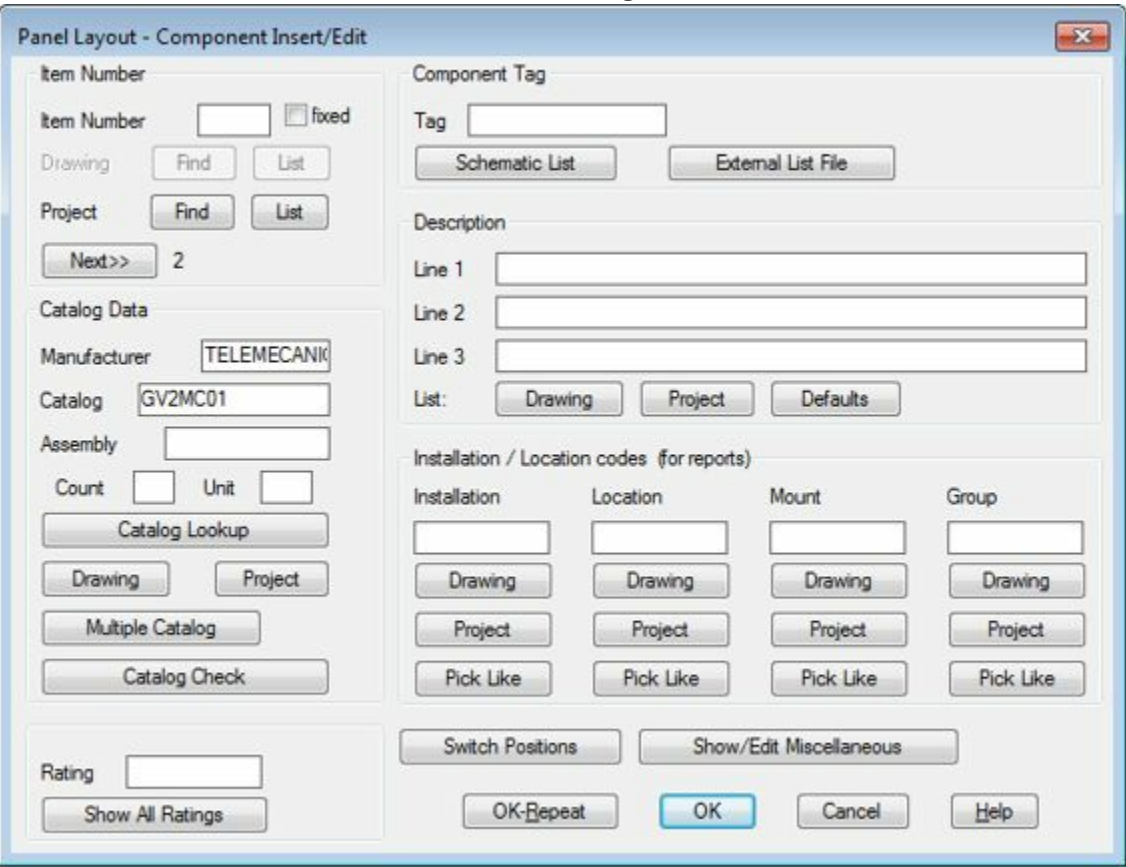 Panel Layout - Component Insert/Edit
Item Number
Item Number fixed
Drawing Find List
Project Find List
Next>> 2
Catalog Data
Manufacturer TELEMECANI
Catalog GV2MC01
Assembly
Count Unit
Catalog Lookup
Drawing Project
Multiple Catalog
Catalog Check
Rating
Show All Ratings
Component Tag
Tag
Schematic List External List File
Description
Line 1
Line 2
Line 3
List: Drawing Project Defaults
Installation / Location codes (for reports)
Installation Location Mount Group
Drawing Drawing Drawing Drawing
Project Project Project Project
Pick Like Pick Like Pick Like Pick Like
Switch Positions Show/Edit Miscellaneous
OK-Repeat OK Cancel Help